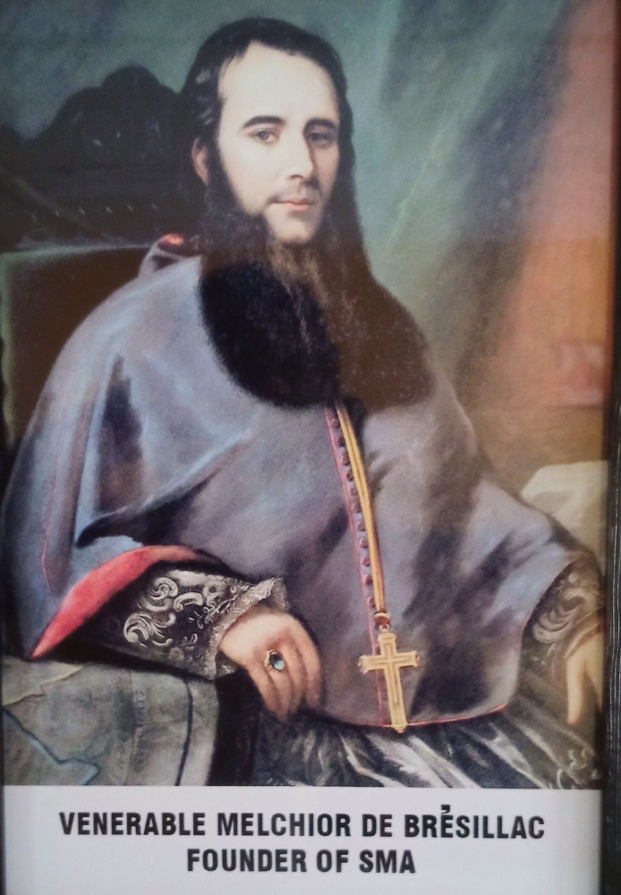 VENERABLE MELCHIOR DE BRÉSILLAC
FOUNDER OF SMA